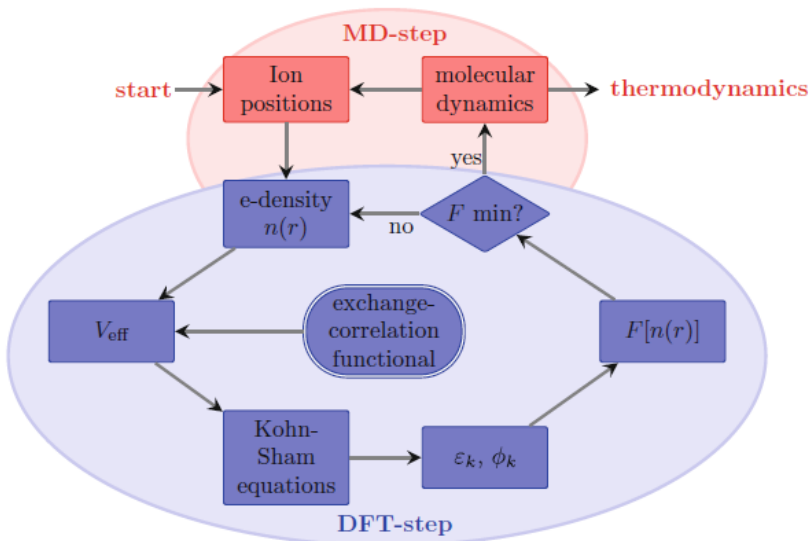 MD-step
start
Ion
positions
molecular
dynamics
thermodynamics
yes
e-density
n(r)
no
F min?
V_eff
exchange-
correlation
functional
F[n(r)]
Kohn-
Sham
equations
ε_k, ϕ_k
DFT-step